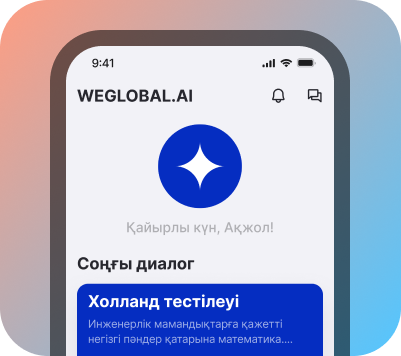 9:41
WEGLOBAL.AI
Қайырлы күн, Ақжол!
Соңғы диалог
Холланд тестілеуі
Инженерлік мамандықтарға қажетті
негізгі пәндер қатарына математика....